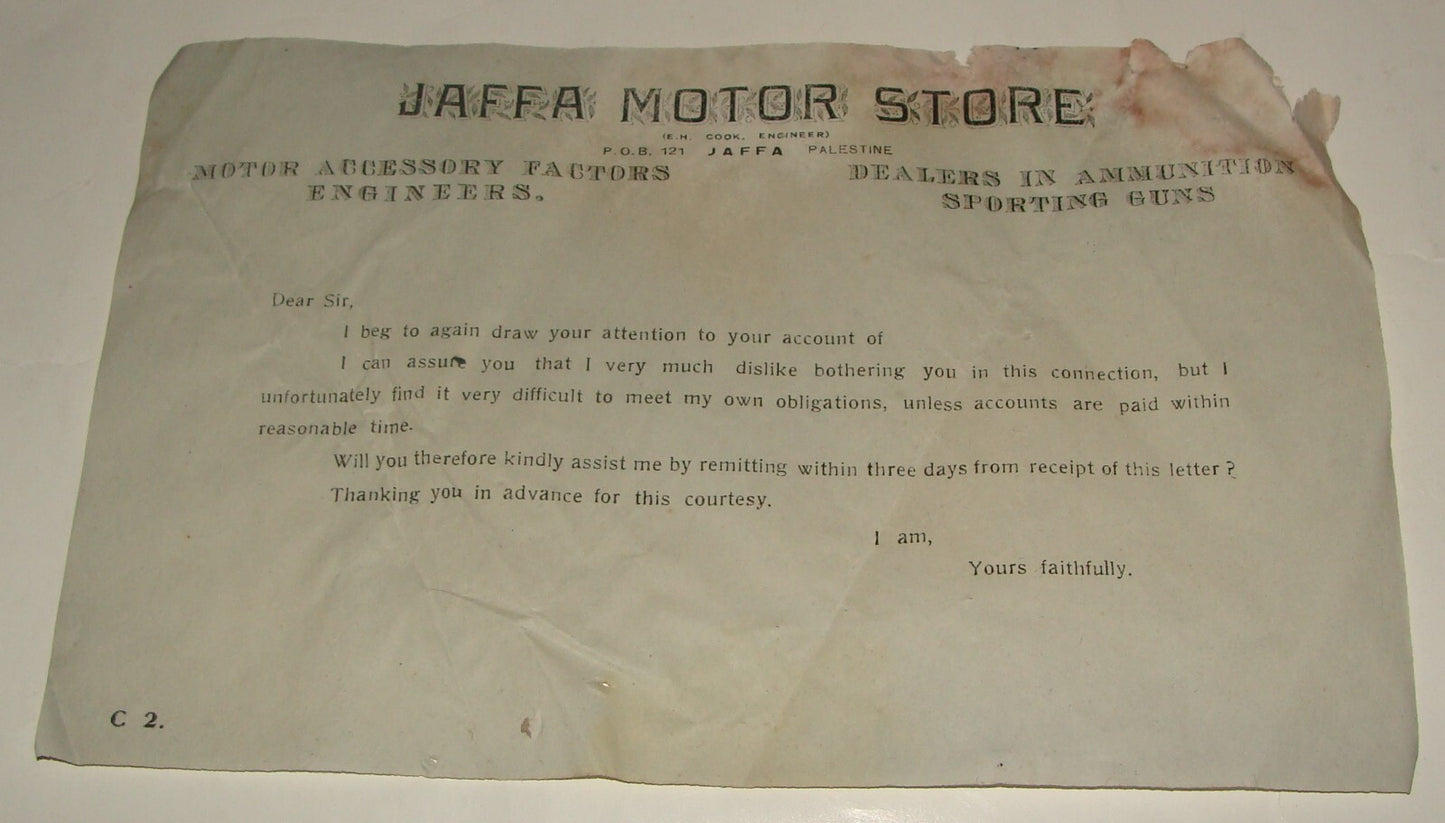 JAFFA MOTOR STORE
(E.H. COOK, ENGINEER)
P.O.B. 121 JAFFA PALESTINE
MOTOR ACCESSORY FACTORS
ENGINEERS.
DEALERS IN AMMUNITION
SPORTING GUNS
Dear Sir,
I beg to again draw your attention to your account of
I can assure you that I very much dislike bothering you in this connection, but I
unfortunately find it very difficult to meet my own obligations, unless accounts are paid within
reasonable time.
Will you therefore kindly assist me by remitting within three days from receipt of this letter ?
Thanking you in advance for this courtesy.
I am,
Yours faithfully.
C 2.